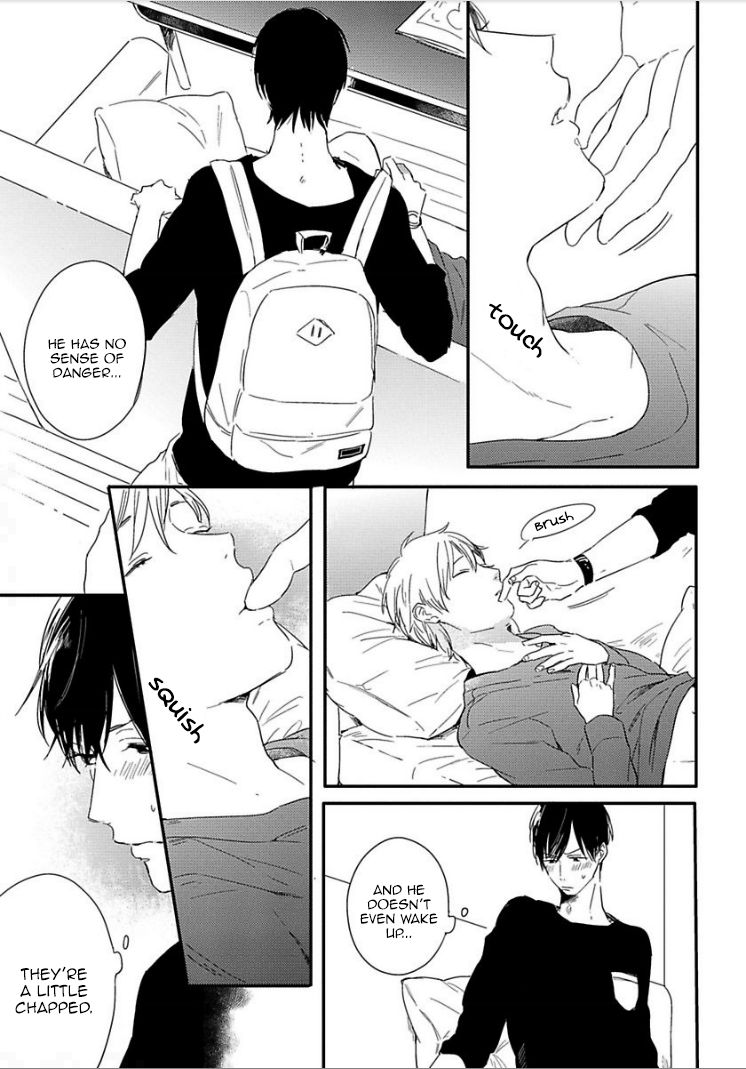 touch
HE HAS NO
SENSE OF
DANGER...
BRUSH
squish
AND HE
DOESN'T
EVEN WAKE
UP...
THEY'RE
A LITTLE
CHAPPED.